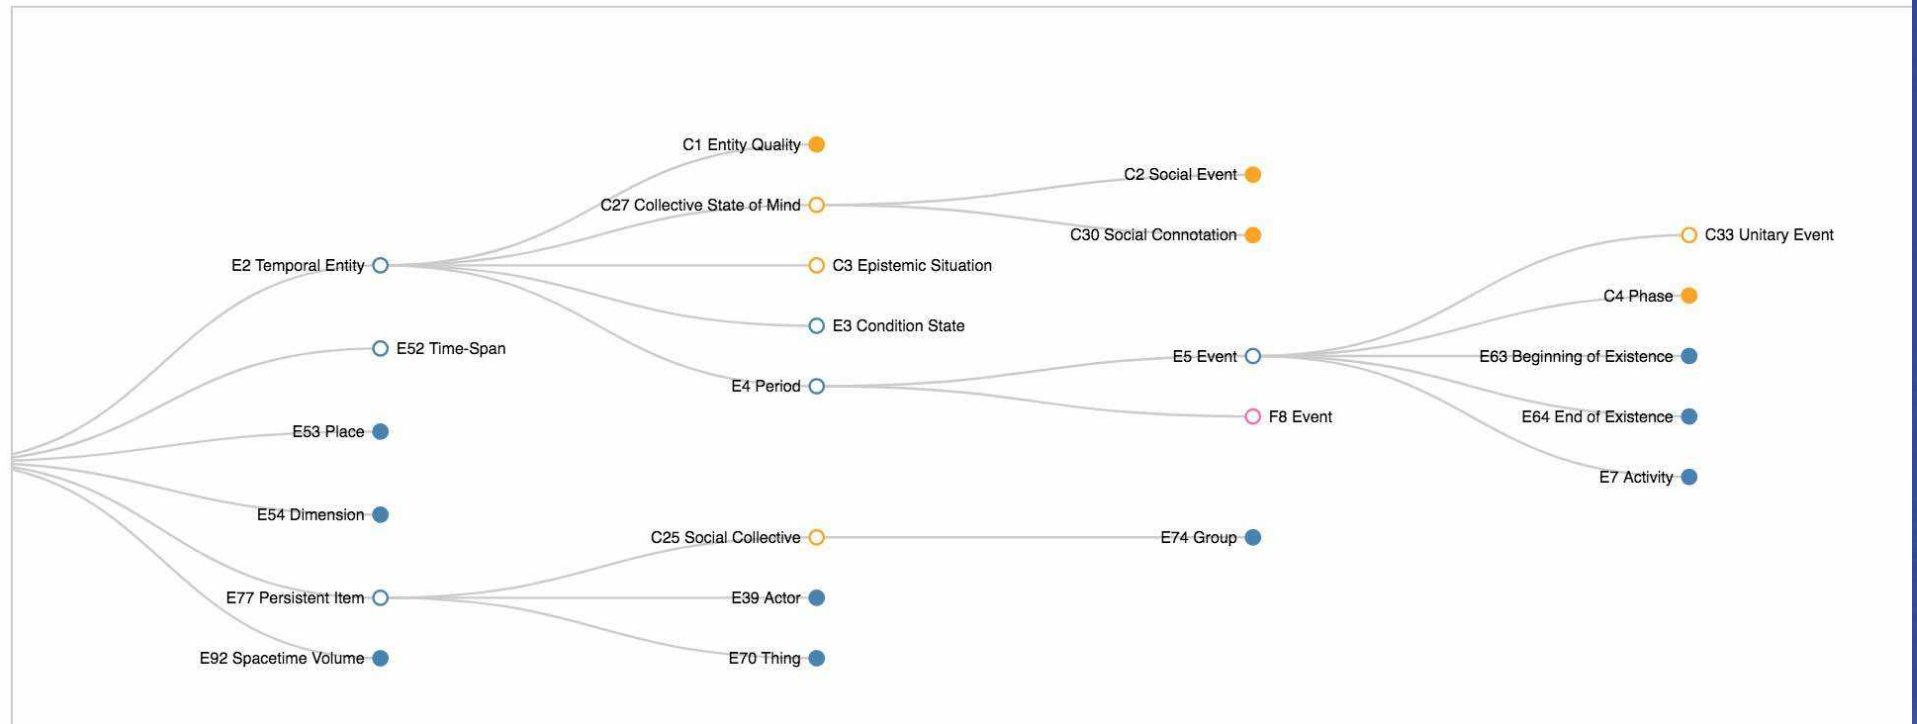 C1 Entity Quality
C2 Social Event
C27 Collective State of Mind
C30 Social Connotation
C33 Unitary Event
E2 Temporal Entity
C3 Epistemic Situation
C4 Phase
E3 Condition State
E52 Time-Span
E5 Event
E63 Beginning of Existence
E4 Period
F8 Event
E64 End of Existence
E53 Place
E7 Activity
E54 Dimension
C25 Social Collective
E74 Group
E77 Persistent Item
E39 Actor
E92 Spacetime Volume
E70 Thing